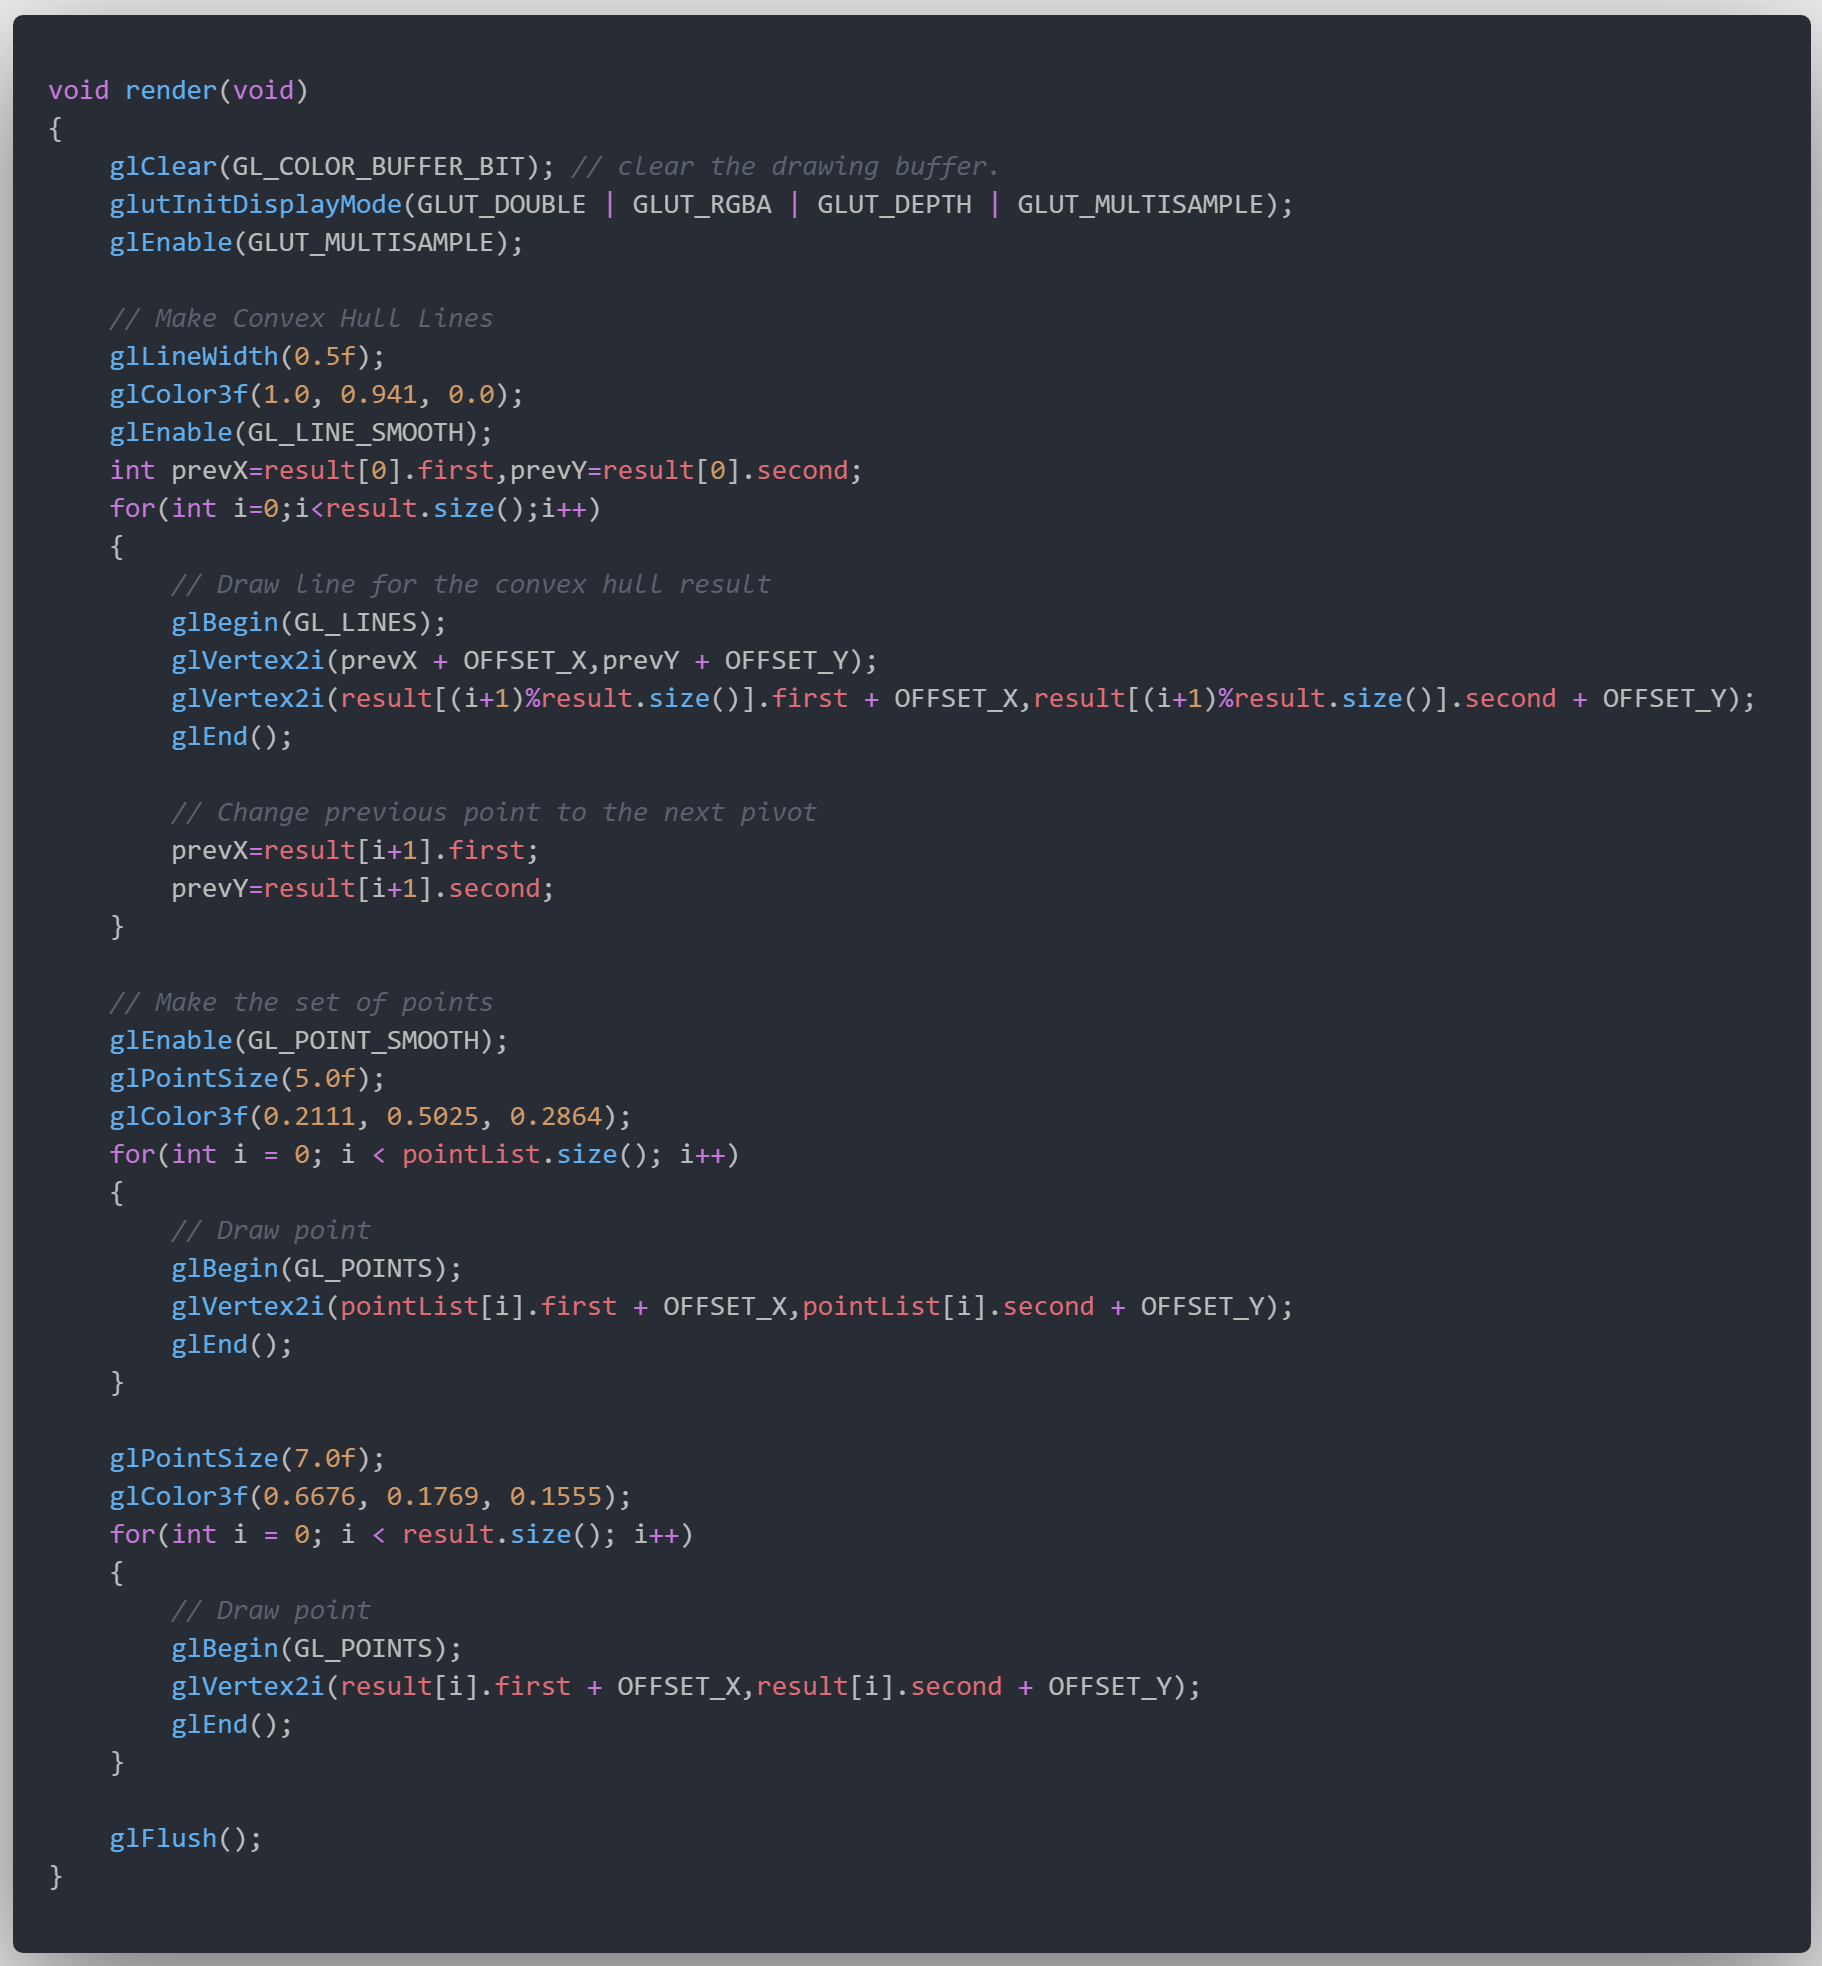 void render(void)
{
    glClear(GL_COLOR_BUFFER_BIT); // clear the drawing buffer.
    glutInitDisplayMode(GLUT_DOUBLE | GLUT_RGBA | GLUT_DEPTH | GLUT_MULTISAMPLE);
    glEnable(GLUT_MULTISAMPLE);

    // Make Convex Hull Lines
    glLineWidth(0.5f);
    glColor3f(1.0, 0.941, 0.0);
    glEnable(GL_LINE_SMOOTH);
    int prevX=result[0].first,prevY=result[0].second;
    for(int i=0;i<result.size();i++)
    {
        // Draw line for the convex hull result
        glBegin(GL_LINES);
        glVertex2i(prevX + OFFSET_X,prevY + OFFSET_Y);
        glVertex2i(result[(i+1)%result.size()].first + OFFSET_X,result[(i+1)%result.size()].second + OFFSET_Y);
        glEnd();

        // Change previous point to the next pivot
        prevX=result[i+1].first;
        prevY=result[i+1].second;
    }

    // Make the set of points
    glEnable(GL_POINT_SMOOTH);
    glPointSize(5.0f);
    glColor3f(0.2111, 0.5025, 0.2864);
    for(int i = 0; i < pointList.size(); i++)
    {
        // Draw point
        glBegin(GL_POINTS);
        glVertex2i(pointList[i].first + OFFSET_X,pointList[i].second + OFFSET_Y);
        glEnd();
    }

    glPointSize(7.0f);
    glColor3f(0.6676, 0.1769, 0.1555);
    for(int i = 0; i < result.size(); i++)
    {
        // Draw point
        glBegin(GL_POINTS);
        glVertex2i(result[i].first + OFFSET_X,result[i].second + OFFSET_Y);
        glEnd();
    }

    glFlush();
}